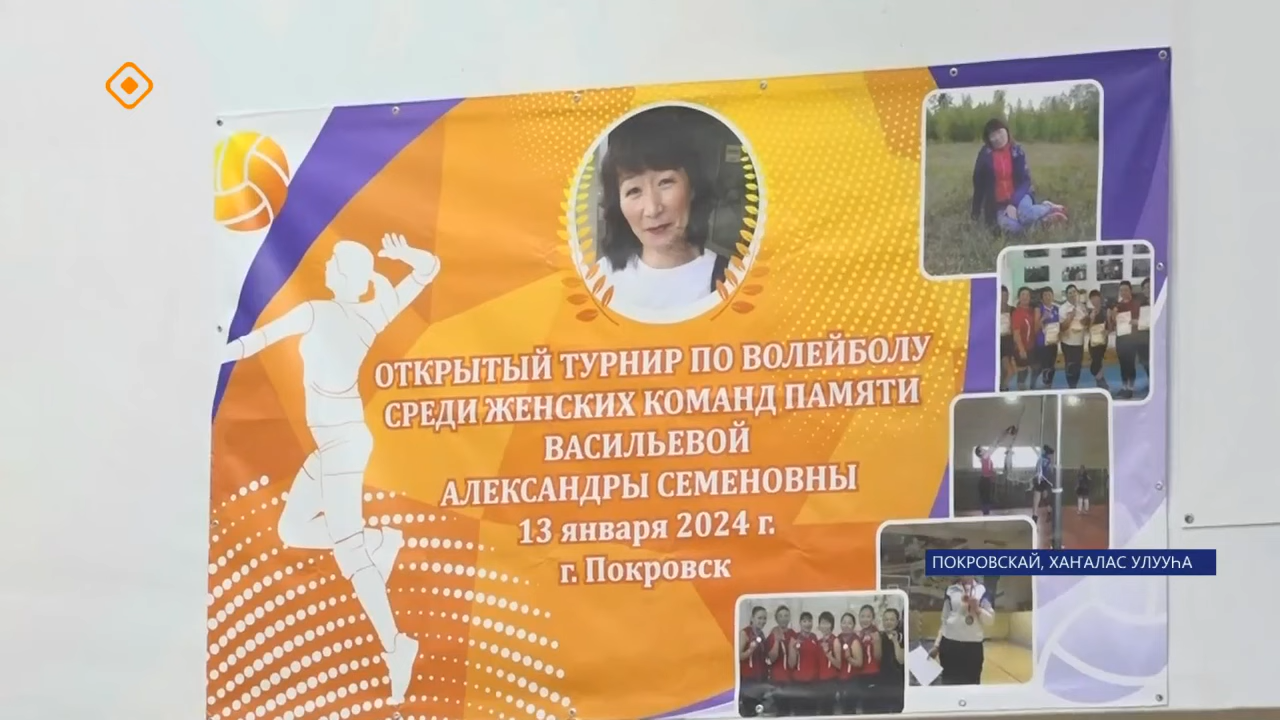 ОТКРЫТЫЙ ТУРНИР ПО ВОЛЕЙБОЛУ
СРЕДИ ЖЕНСКИХ КОМАНД ПАМЯТИ
ВАСИЛЬЕВОЙ
АЛЕКСАНДРЫ СЕМЕНОВНЫ
13 января 2024 г.
г. Покровск
ПОКРОВСКАЙ, ХАҤАЛАС УЛУУҺА